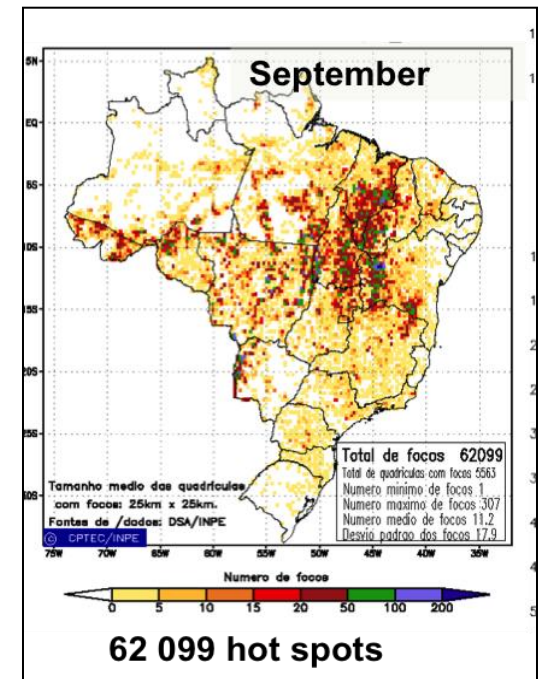 September
5N
EQ
5S
10S
15S
20S
25S
30S
Total de focos 62099
Total de quadriculas com focos 5563
Numero minimo de focos 1
Numero maximo de focos 307
Numero medio de focos 11.2
Desvio padrao dos focos 17.9
Tamanho medio das quadriculas
com focos: 25km x 25km.
Fontes de /dados: DSA/INPE
© CPTEC/INPE
75W 70W 65W 60W 55W 50W 45W 40W 35W
Numero de focos
0 5 10 15 20 50 100 200
62 099 hot spots